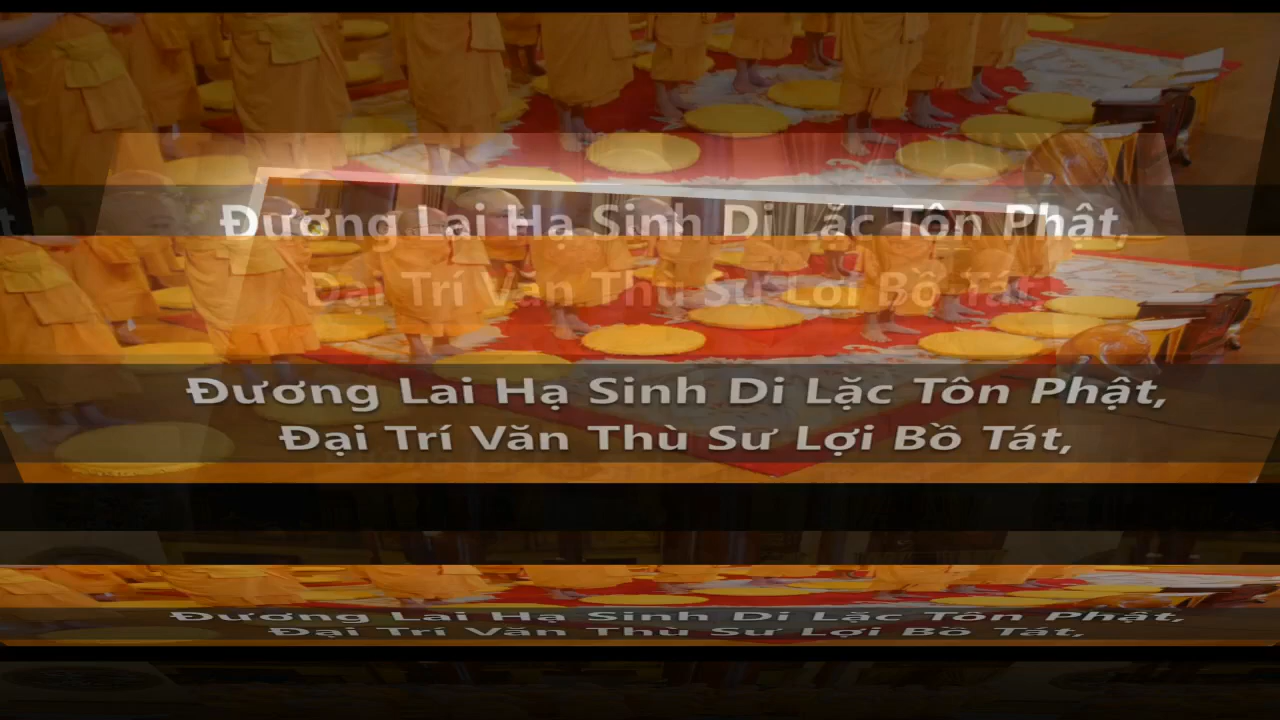 Đương Lai Hạ Sinh Di Lặc Tôn Phật,
Đại Trí Văn Thù Sư Lợi Bồ Tát,
Đương Lai Hạ Sinh Di Lặc Tôn Phật,
Đại Trí Văn Thù Sư Lợi Bồ Tát,
Đương Lai Hạ Sinh Di Lặc Tôn Phật,
Đại Trí Văn Thù Sư Lợi Bồ Tát,